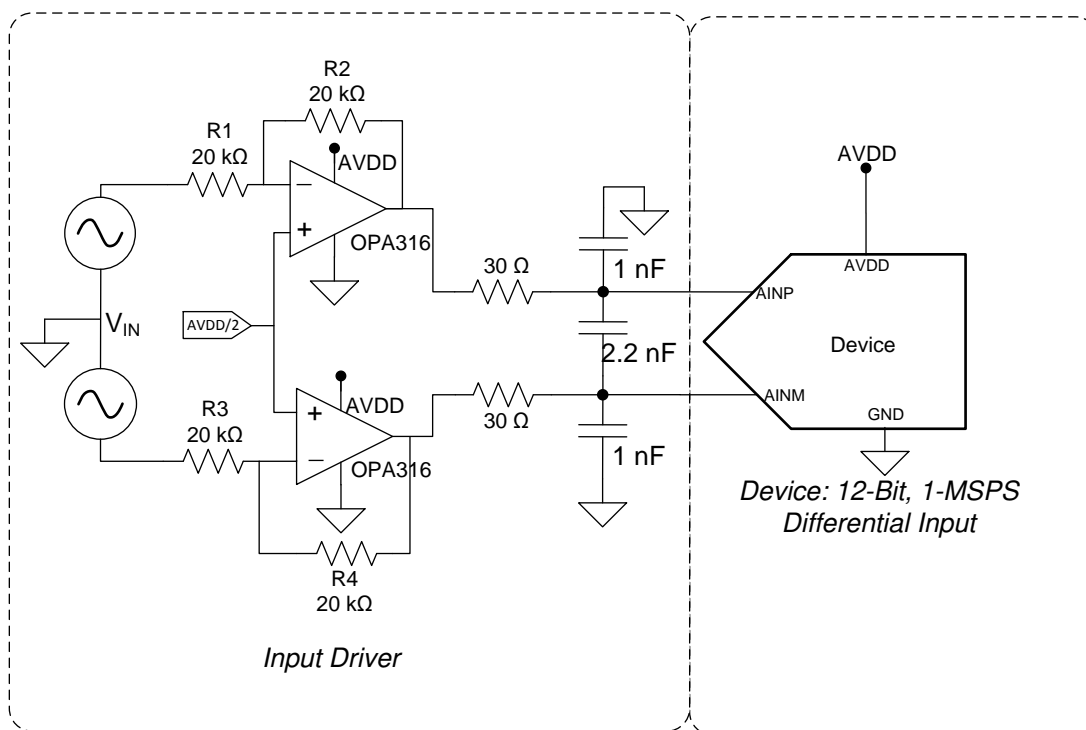 R2
20 kΩ
R1
20 kΩ
AVDD
−
+
OPA316
VIN
AVDD/2
30 Ω
1 nF
2.2 nF
AVDD
AVDD
AINP
Device
AINM
GND
R3
20 kΩ
AVDD
+
−
OPA316
30 Ω
1 nF
R4
20 kΩ
Input Driver
Device: 12-Bit, 1-MSPS
Differential Input